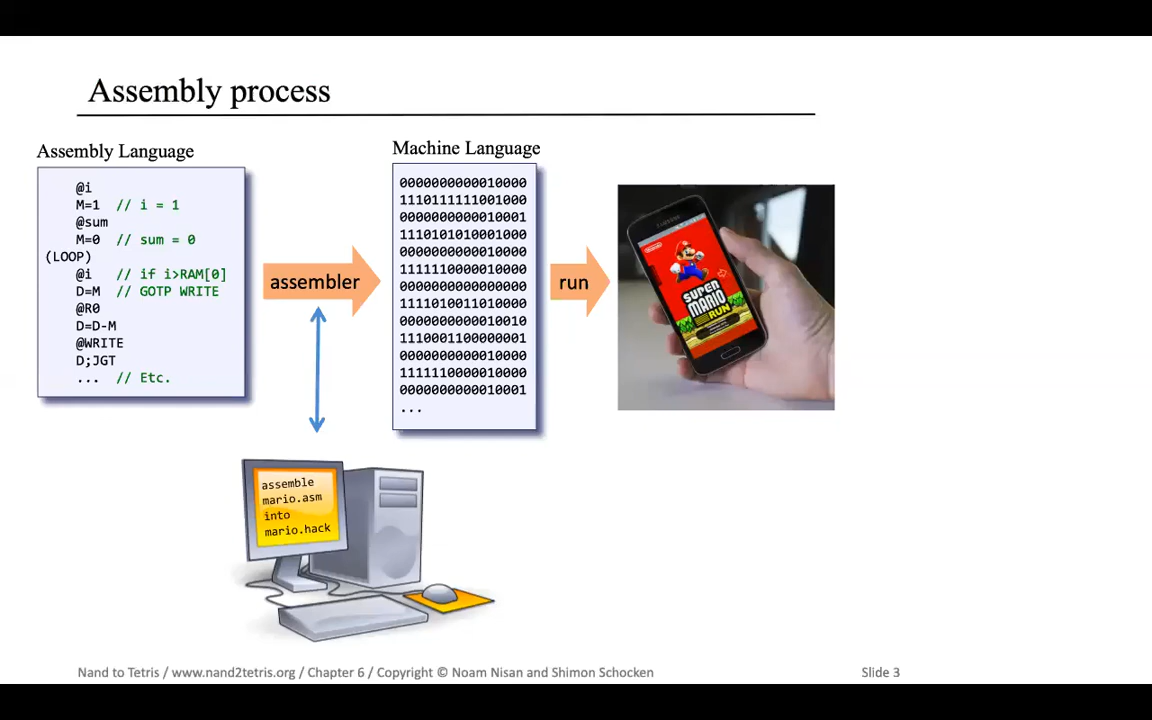 Assembly process
Assembly Language
@i
M=1 // i = 1
@sum
M=0 // sum = 0
(LOOP)
@i // if i>RAM[0]
D=M // GOTP WRITE
@R0
D=D-M
@WRITE
D;JGT
... // Etc.
assembler
Machine Language
0000000000010000
1110111111001000
0000000000010001
1110101010001000
0000000000010000
1111110000010000
0000000000000000
1111010011010000
0000000000010010
1110001100000001
0000000000010000
1111110000010000
0000000000010001
...
run
Nintendo
SUPER
MARIO
RUN
assemble
mario.asm
into
mario.hack
Nand to Tetris / www.nand2tetris.org / Chapter 6 / Copyright © Noam Nisan and Shimon Schocken
Slide 3